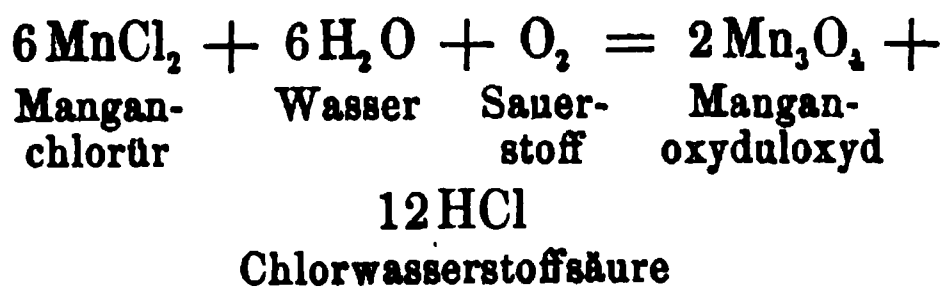 6 MnCl₂ + 6 H₂O + O₂ = 2 Mn₃O₄ +
Mangan- Wasser Sauer- Mangan-
chlorür stoff oxyduloxyd
12 HCl
Chlorwasserstoffsäure